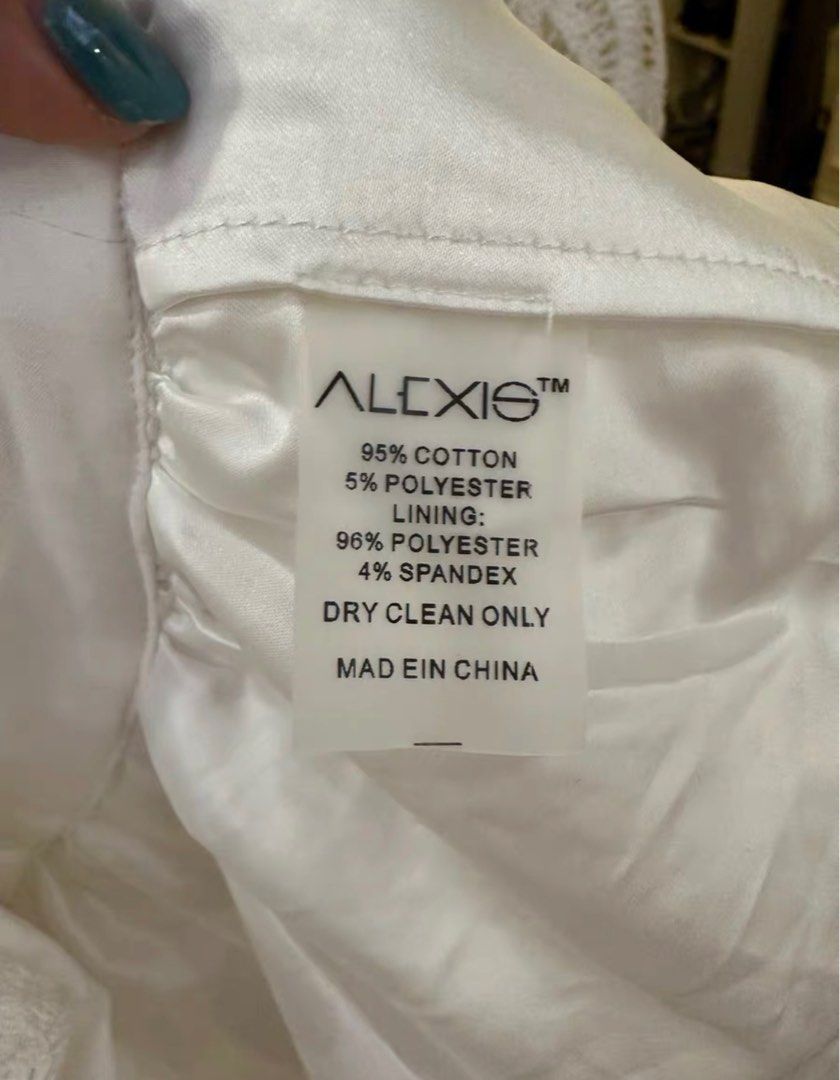 ALEXIS™
95% COTTON
5% POLYESTER
LINING:
96% POLYESTER
4% SPANDEX
DRY CLEAN ONLY
MAD EIN CHINA